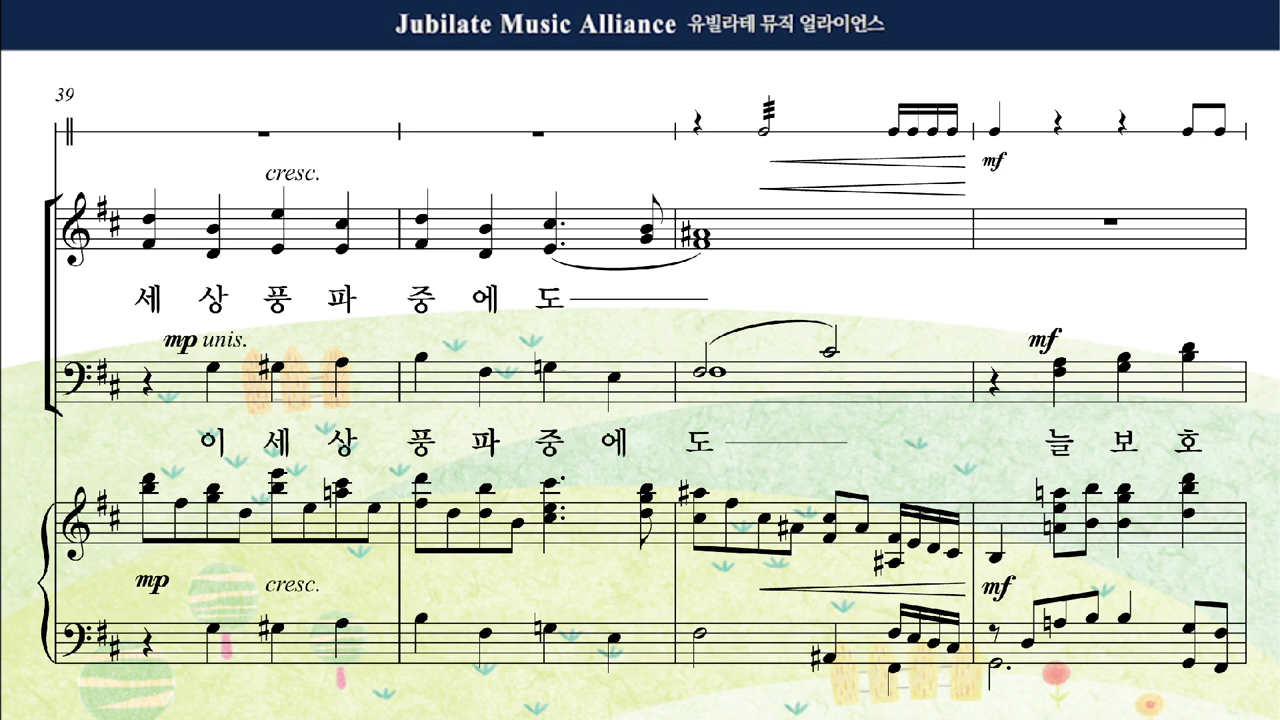 Jubilate Music Alliance 유빌라테 뮤직 얼라이언스
39
mf
cresc.
세 상 풍 파 중 에 도
mp unis. mf
이 세 상 풍 파 중 에 도 늘 보 호
mp cresc. mf